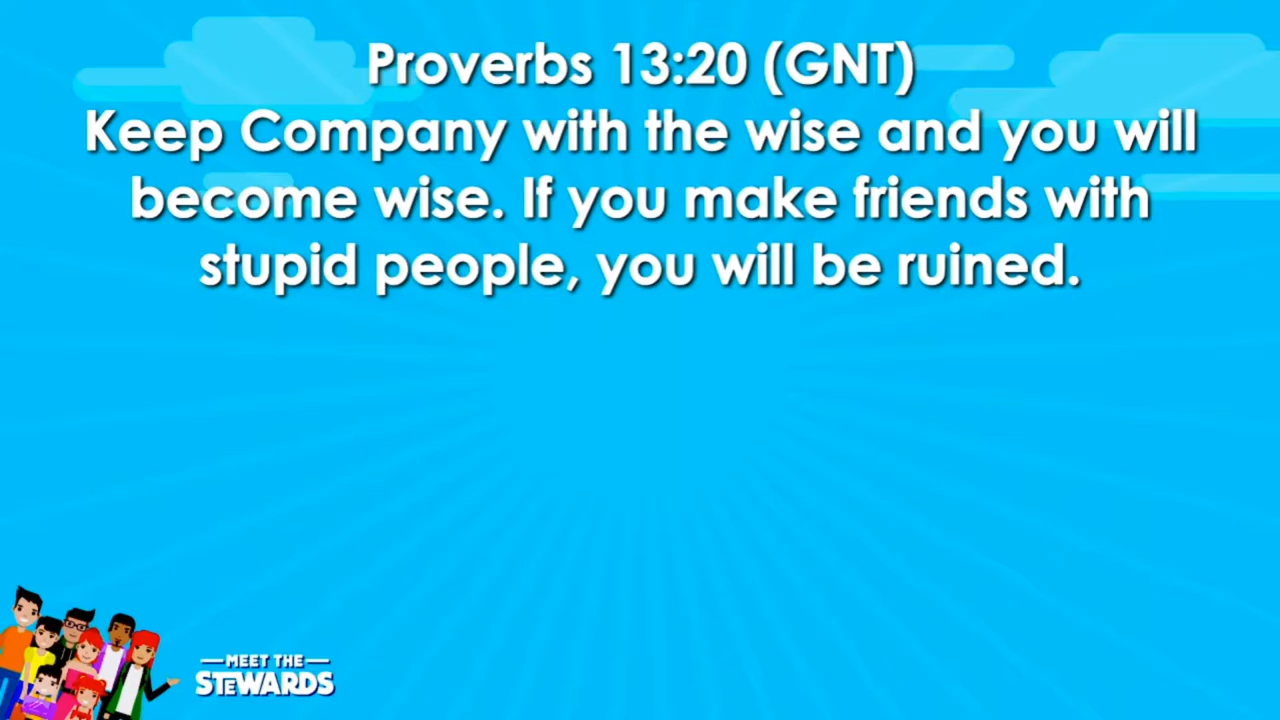 Proverbs 13:20 (GNT)
Keep Company with the wise and you will
become wise. If you make friends with
stupid people, you will be ruined.
MEET THE
STeWARDS